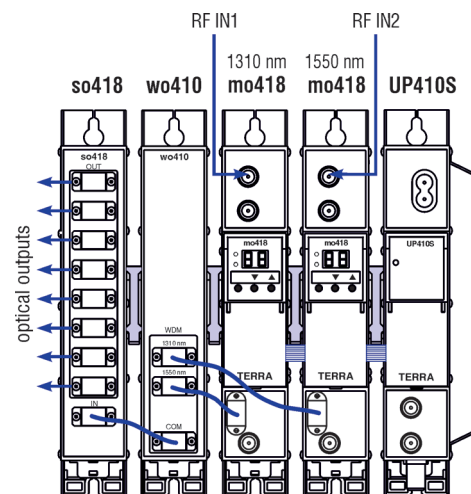 RF IN1
RF IN2
1310 nm
1550 nm
so418
wo410
mo418
mo418
UP410S
so418
OUT
wo410
mo418
mo418
UP410S
optical outputs
WDM
1310 nm
1550 nm
TERRA
TERRA
TERRA
IN
COM